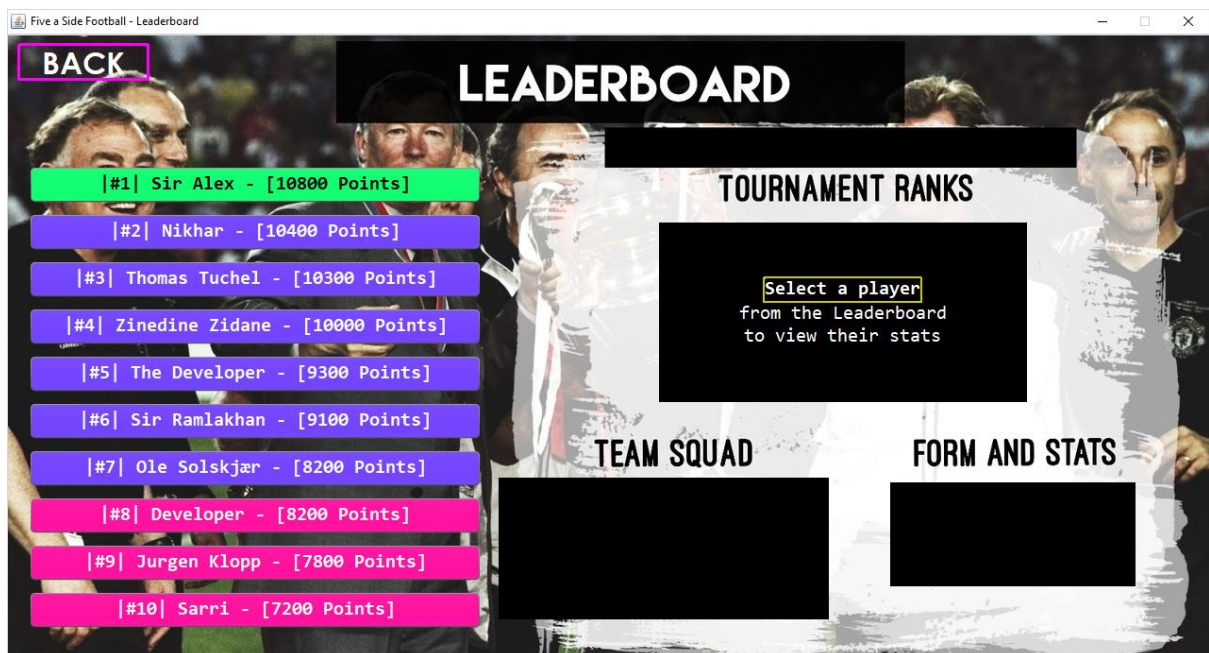 Five a Side Football - Leaderboard
BACK
LEADERBOARD
|#1| Sir Alex - [10800 Points]
|#2| Nikhar - [10400 Points]
|#3| Thomas Tuchel - [10300 Points]
|#4| Zinedine Zidane - [10000 Points]
|#5| The Developer - [9300 Points]
|#6| Sir Ramlakhan - [9100 Points]
|#7| Ole Solskjær - [8200 Points]
|#8| Developer - [8200 Points]
|#9| Jurgen Klopp - [7800 Points]
|#10| Sarri - [7200 Points]
TOURNAMENT RANKS
Select a player
from the Leaderboard
to view their stats
TEAM SQUAD
FORM AND STATS